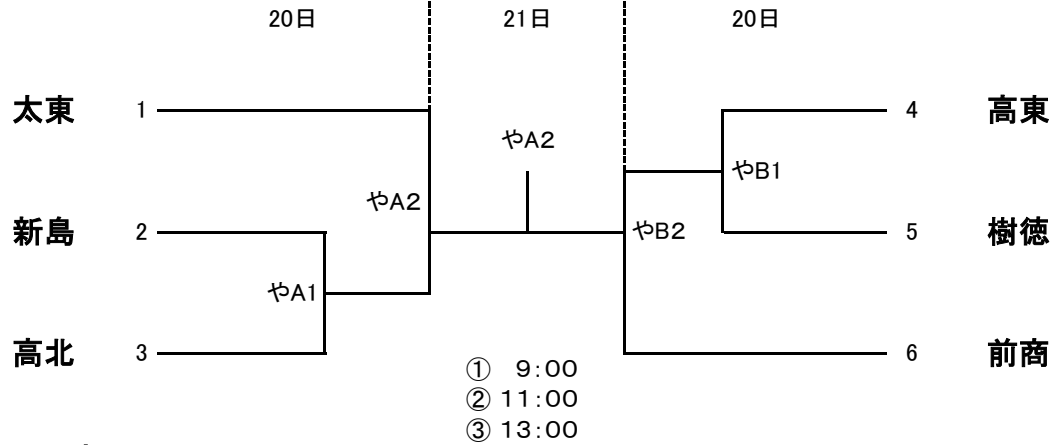 20日 21日 20日
太東 1 4 高東
やA2
やB1
やA2
新島 2 やB2 5 樹徳
やA1
高北 3 6 前商
① 9:00
② 11:00
③ 13:00